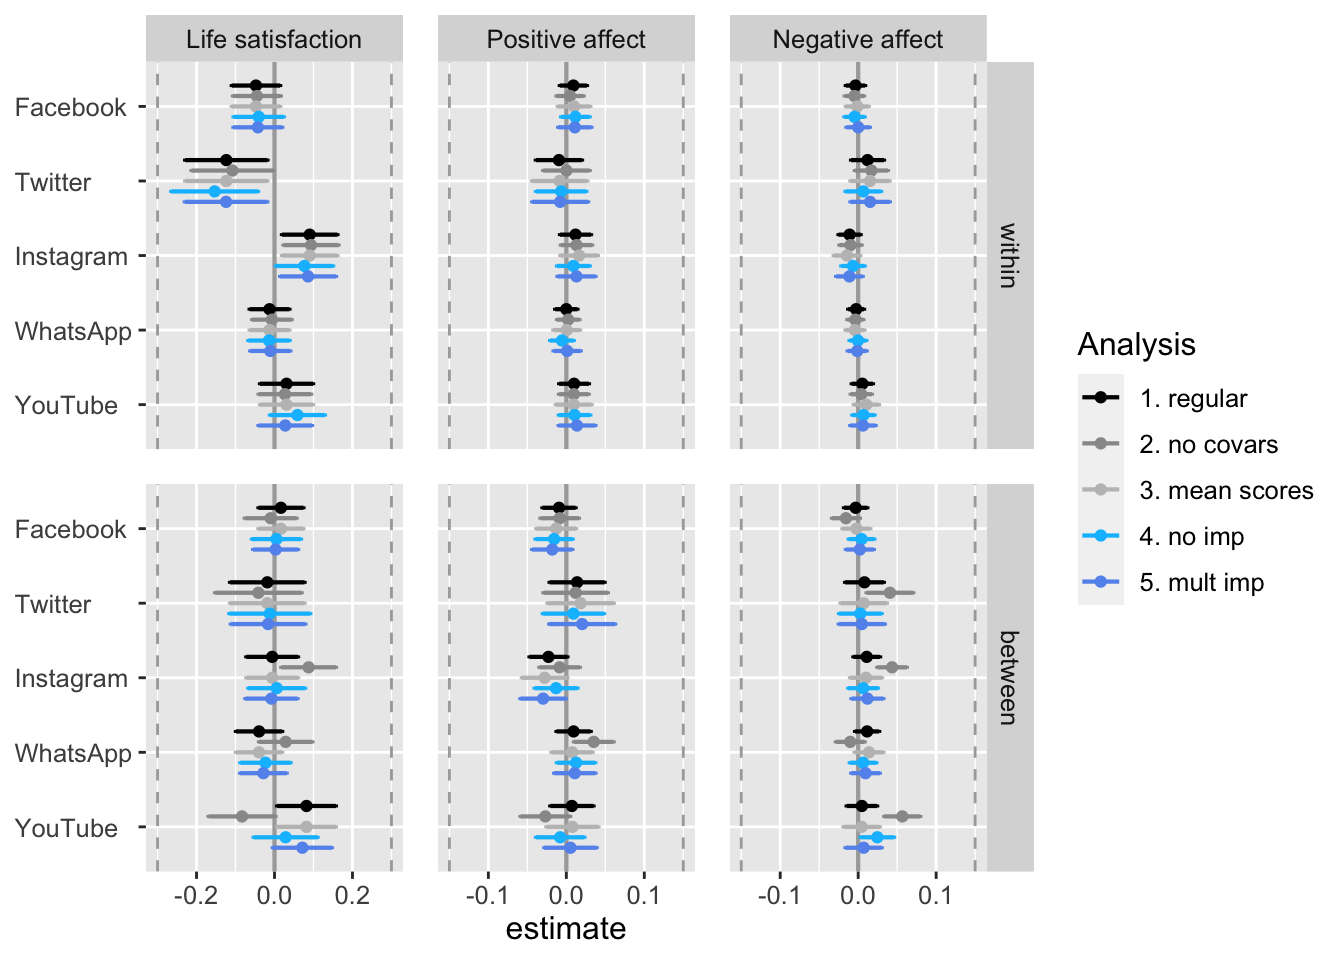 Life satisfaction
Positive affect
Negative affect
Facebook
Twitter
Instagram
WhatsApp
YouTube
within
Facebook
Twitter
Instagram
WhatsApp
YouTube
between
-0.2 0.0 0.2
-0.1 0.0 0.1
-0.1 0.0 0.1
estimate
Analysis
1. regular
2. no covars
3. mean scores
4. no imp
5. mult imp